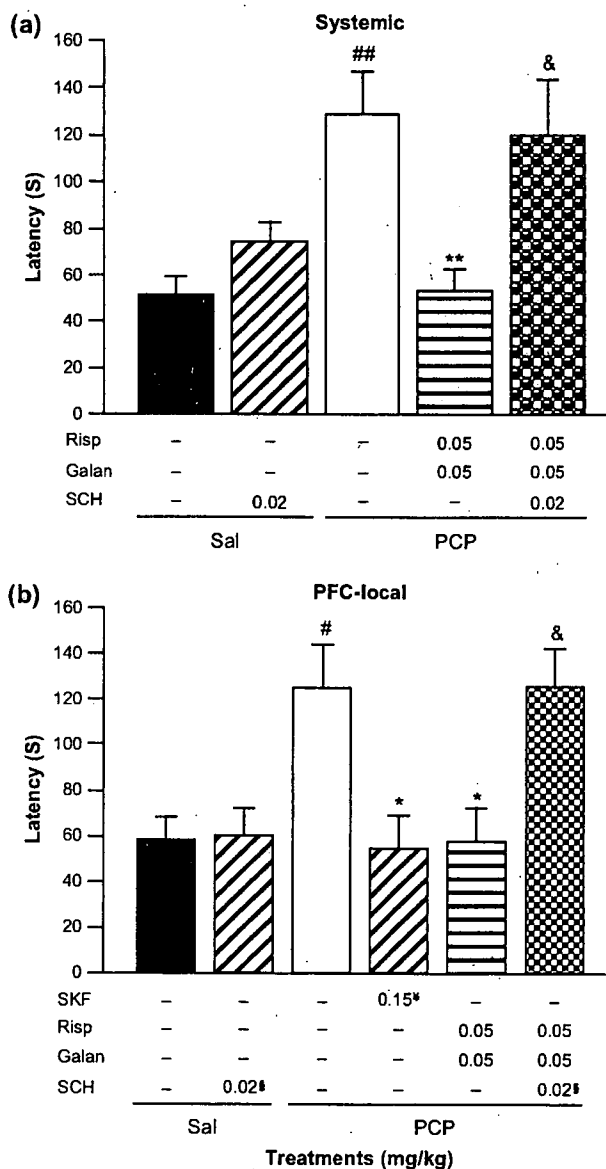 (a)
Systemic
160
140
120
100
80
60
40
20
0
Latency (S)
##
**
&
Risp – – – 0.05 0.05
Galan – – – 0.05 0.05
SCH – 0.02 – – 0.02
Sal PCP
(b)
PFC-local
160
140
120
100
80
60
40
20
0
Latency (S)
#
*
*
&
SKF – – – 0.15¥ – –
Risp – – – – 0.05 0.05
Galan – – – – 0.05 0.05
SCH – 0.02§ – – – 0.02§
Sal PCP
Treatments (mg/kg)